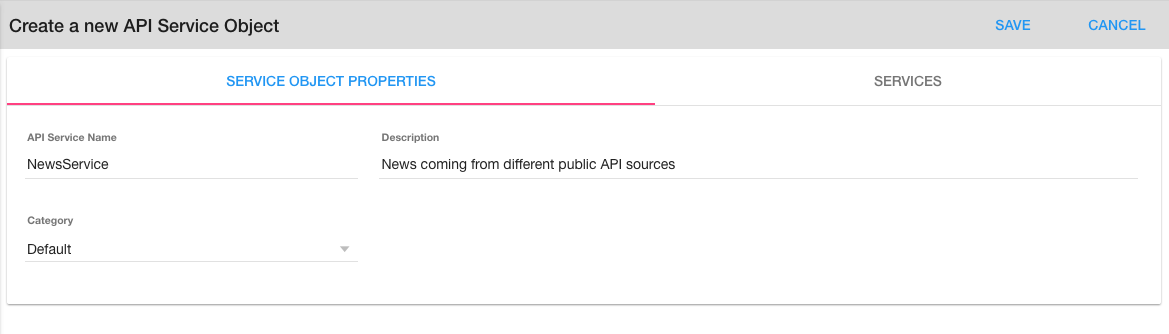 Create a new API Service Object SAVE CANCEL
SERVICE OBJECT PROPERTIES SERVICES
API Service Name Description
NewsService News coming from different public API sources
Category
Default